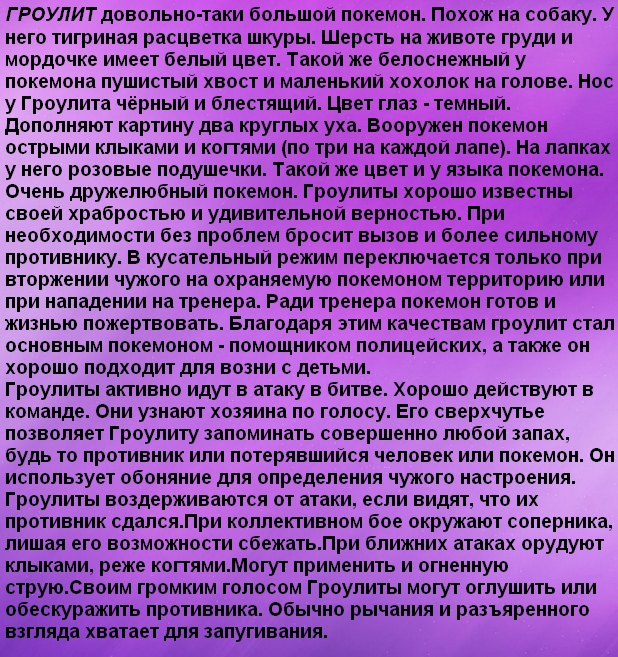 ГРОУЛИТ довольно-таки большой покемон. Похож на собаку. У
него тигриная расцветка шкуры. Шерсть на животе груди и
мордочке имеет белый цвет. Такой же белоснежный у
покемона пушистый хвост и маленький хохолок на голове. Нос
у Гроулита чёрный и блестящий. Цвет глаз - темный.
Дополняют картину два круглых уха. Вооружен покемон
острыми клыками и когтями (по три на каждой лапе). На лапках
у него розовые подушечки. Такой же цвет и у языка покемона.
Очень дружелюбный покемон. Гроулиты хорошо известны
своей храбростью и удивительной верностью. При
необходимости без проблем бросит вызов и более сильному
противнику. В кусательный режим переключается только при
вторжении чужого на охраняемую покемоном территорию или
при нападении на тренера. Ради тренера покемон готов и
жизнью пожертвовать. Благодаря этим качествам гроулит стал
основным покемоном - помощником полицейских, а также он
хорошо подходит для возни с детьми.
Гроулиты активно идут в атаку в битве. Хорошо действуют в
команде. Они узнают хозяина по голосу. Его сверхчутье
позволяет Гроулиту запоминать совершенно любой запах,
будь то противник или потерявшийся человек или покемон. Он
использует обоняние для определения чужого настроения.
Гроулиты воздерживаются от атаки, если видят, что их
противник сдался.При коллективном бое окружают соперника,
лишая его возможности сбежать.При ближних атаках орудуют
клыками, реже когтями.Могут применить и огненную
струю.Своим громким голосом Гроулиты могут оглушить или
обескуражить противника. Обычно рычания и разъяренного
взгляда хватает для запугивания.